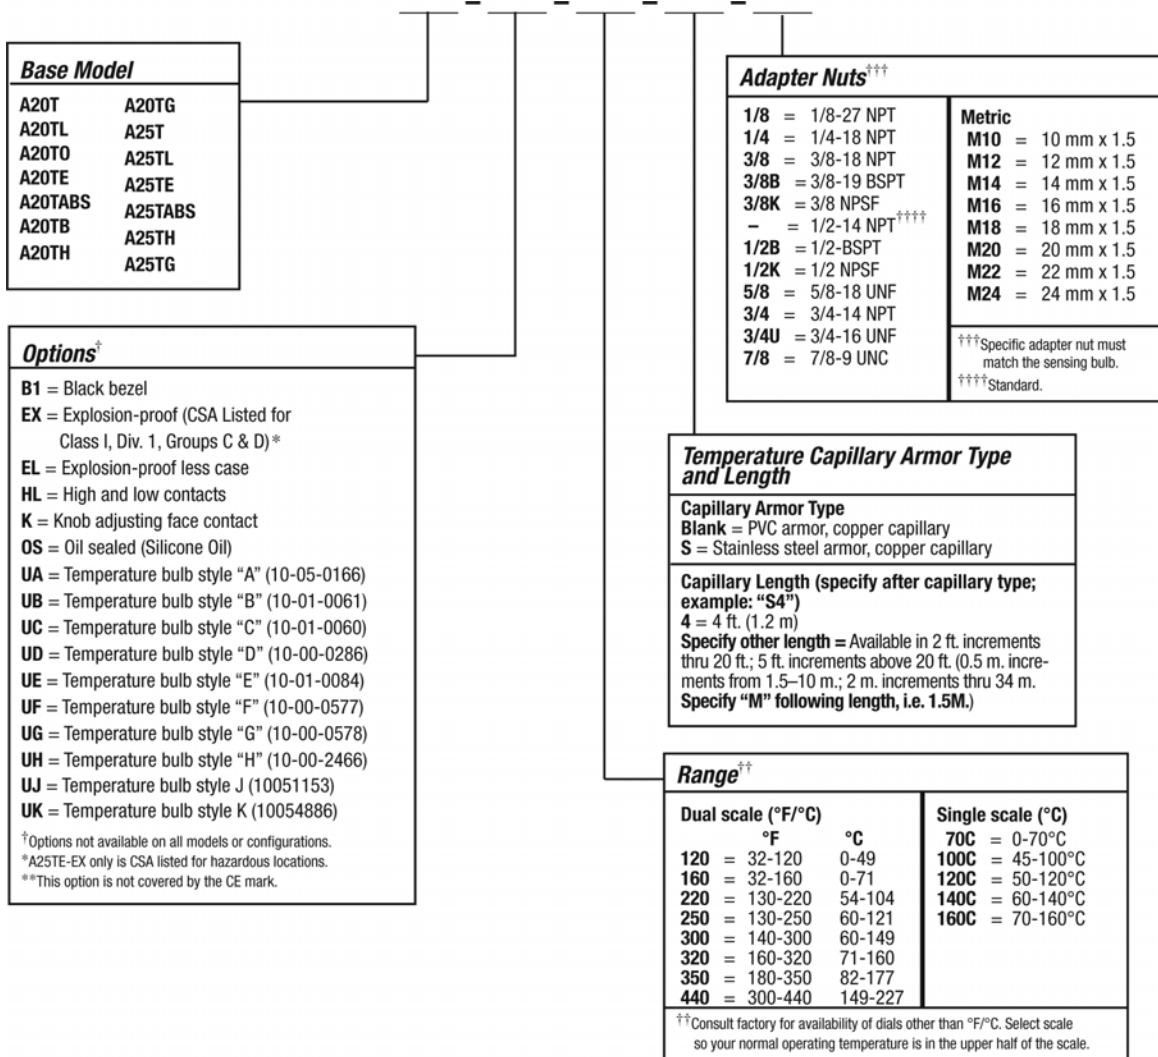 – – – –
Base Model
A20T A20TG
A20TL A25T
A20TO A25TL
A20TE A25TE
A20TABS A25TABS
A20TB A25TH
A20TH A25TG
Options†
B1 = Black bezel
EX = Explosion-proof (CSA Listed for
Class I, Div. 1, Groups C & D)*
EL = Explosion-proof less case
HL = High and low contacts
K = Knob adjusting face contact
OS = Oil sealed (Silicone Oil)
UA = Temperature bulb style “A” (10-05-0166)
UB = Temperature bulb style “B” (10-01-0061)
UC = Temperature bulb style “C” (10-01-0060)
UD = Temperature bulb style “D” (10-00-0286)
UE = Temperature bulb style “E” (10-01-0084)
UF = Temperature bulb style “F” (10-00-0577)
UG = Temperature bulb style “G” (10-00-0578)
UH = Temperature bulb style “H” (10-00-2466)
UJ = Temperature bulb style J (10051153)
UK = Temperature bulb style K (10054886)
†Options not available on all models or configurations.
*A25TE-EX only is CSA listed for hazardous locations.
**This option is not covered by the CE mark.
Adapter Nuts†††
1/8 = 1/8-27 NPT
1/4 = 1/4-18 NPT
3/8 = 3/8-18 NPT
3/8B = 3/8-19 BSPT
3/8K = 3/8 NPSF
– = 1/2-14 NPT††††
1/2B = 1/2-BSPT
1/2K = 1/2 NPSF
5/8 = 5/8-18 UNF
3/4 = 3/4-14 NPT
3/4U = 3/4-16 UNF
7/8 = 7/8-9 UNC
Metric
M10 = 10 mm x 1.5
M12 = 12 mm x 1.5
M14 = 14 mm x 1.5
M16 = 16 mm x 1.5
M18 = 18 mm x 1.5
M20 = 20 mm x 1.5
M22 = 22 mm x 1.5
M24 = 24 mm x 1.5
†††Specific adapter nut must
match the sensing bulb.
††††Standard.
Temperature Capillary Armor Type
and Length
Capillary Armor Type
Blank = PVC armor, copper capillary
S = Stainless steel armor, copper capillary
Capillary Length (specify after capillary type;
example: “S4”)
4 = 4 ft. (1.2 m)
Specify other length = Available in 2 ft. increments
thru 20 ft.; 5 ft. increments above 20 ft. (0.5 m. incre-
ments from 1.5–10 m.; 2 m. increments thru 34 m.
Specify “M” following length, i.e. 1.5M.)
Range††
Dual scale (°F/°C)
°F °C
120 = 32-120 0-49
160 = 32-160 0-71
220 = 130-220 54-104
250 = 130-250 60-121
300 = 140-300 60-149
320 = 160-320 71-160
350 = 180-350 82-177
440 = 300-440 149-227
Single scale (°C)
70C = 0-70°C
100C = 45-100°C
120C = 50-120°C
140C = 60-140°C
160C = 70-160°C
††Consult factory for availability of dials other than °F/°C. Select scale
so your normal operating temperature is in the upper half of the scale.